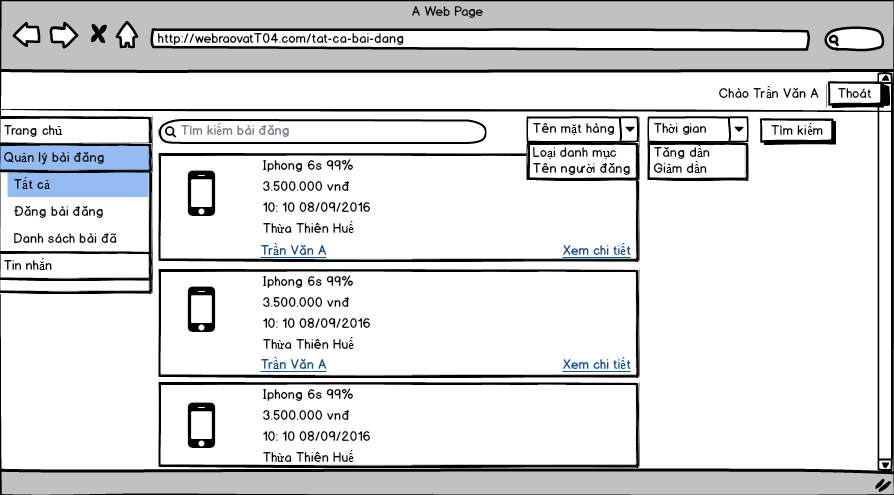 A Web Page
http://webraovatT04.com/tat-ca-bai-dang
Chào Trần Văn A
Thoát
Trang chủ
Quản lý bài đăng
Tất cả
Đăng bài đăng
Danh sách bài đã
Tin nhắn
Tìm kiếm bài đăng
Tên mặt hàng
Loại danh mục
Tên người đăng
Thời gian
Tăng dần
Giảm dần
Tìm kiếm
Iphong 6s 99%
3.500.000 vnđ
10: 10 08/09/2016
Thừa Thiên Huế
Trần Văn A
Xem chi tiết
Iphong 6s 99%
3.500.000 vnđ
10: 10 08/09/2016
Thừa Thiên Huế
Trần Văn A
Xem chi tiết
Iphong 6s 99%
3.500.000 vnđ
10: 10 08/09/2016
Thừa Thiên Huế